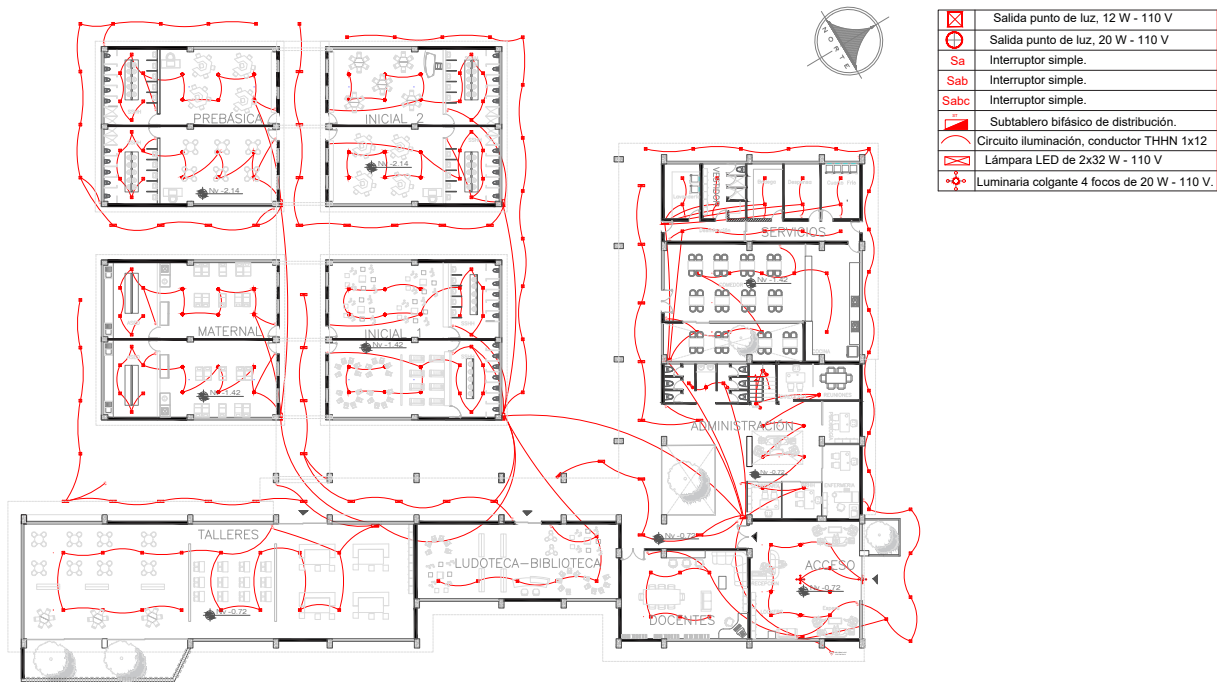 NORTE
Salida punto de luz, 12 W - 110 V
Salida punto de luz, 20 W - 110 V
Sa Interruptor simple.
Sab Interruptor simple.
Sabc Interruptor simple.
Subtablero bifásico de distribución.
Circuito iluminación, conductor THHN 1x12
Lámpara LED de 2x32 W - 110 V
Luminaria colgante 4 focos de 20 W - 110 V.
PREBÁSICA
INICIAL 2
Nv -2.14
Nv -2.14
VESTIDOR
SERVICIOS
Nv -1.42
MATERNAL
INICIAL 1
Nv -1.42
Nv -1.42
ADMINISTRACIÓN
Nv -0.72
ENFERMERIA
TALLERES
LUDOTECA-BIBLIOTECA
Nv -0.72
ACCESO
Nv -0.72
Nv -0.72
DOCENTES